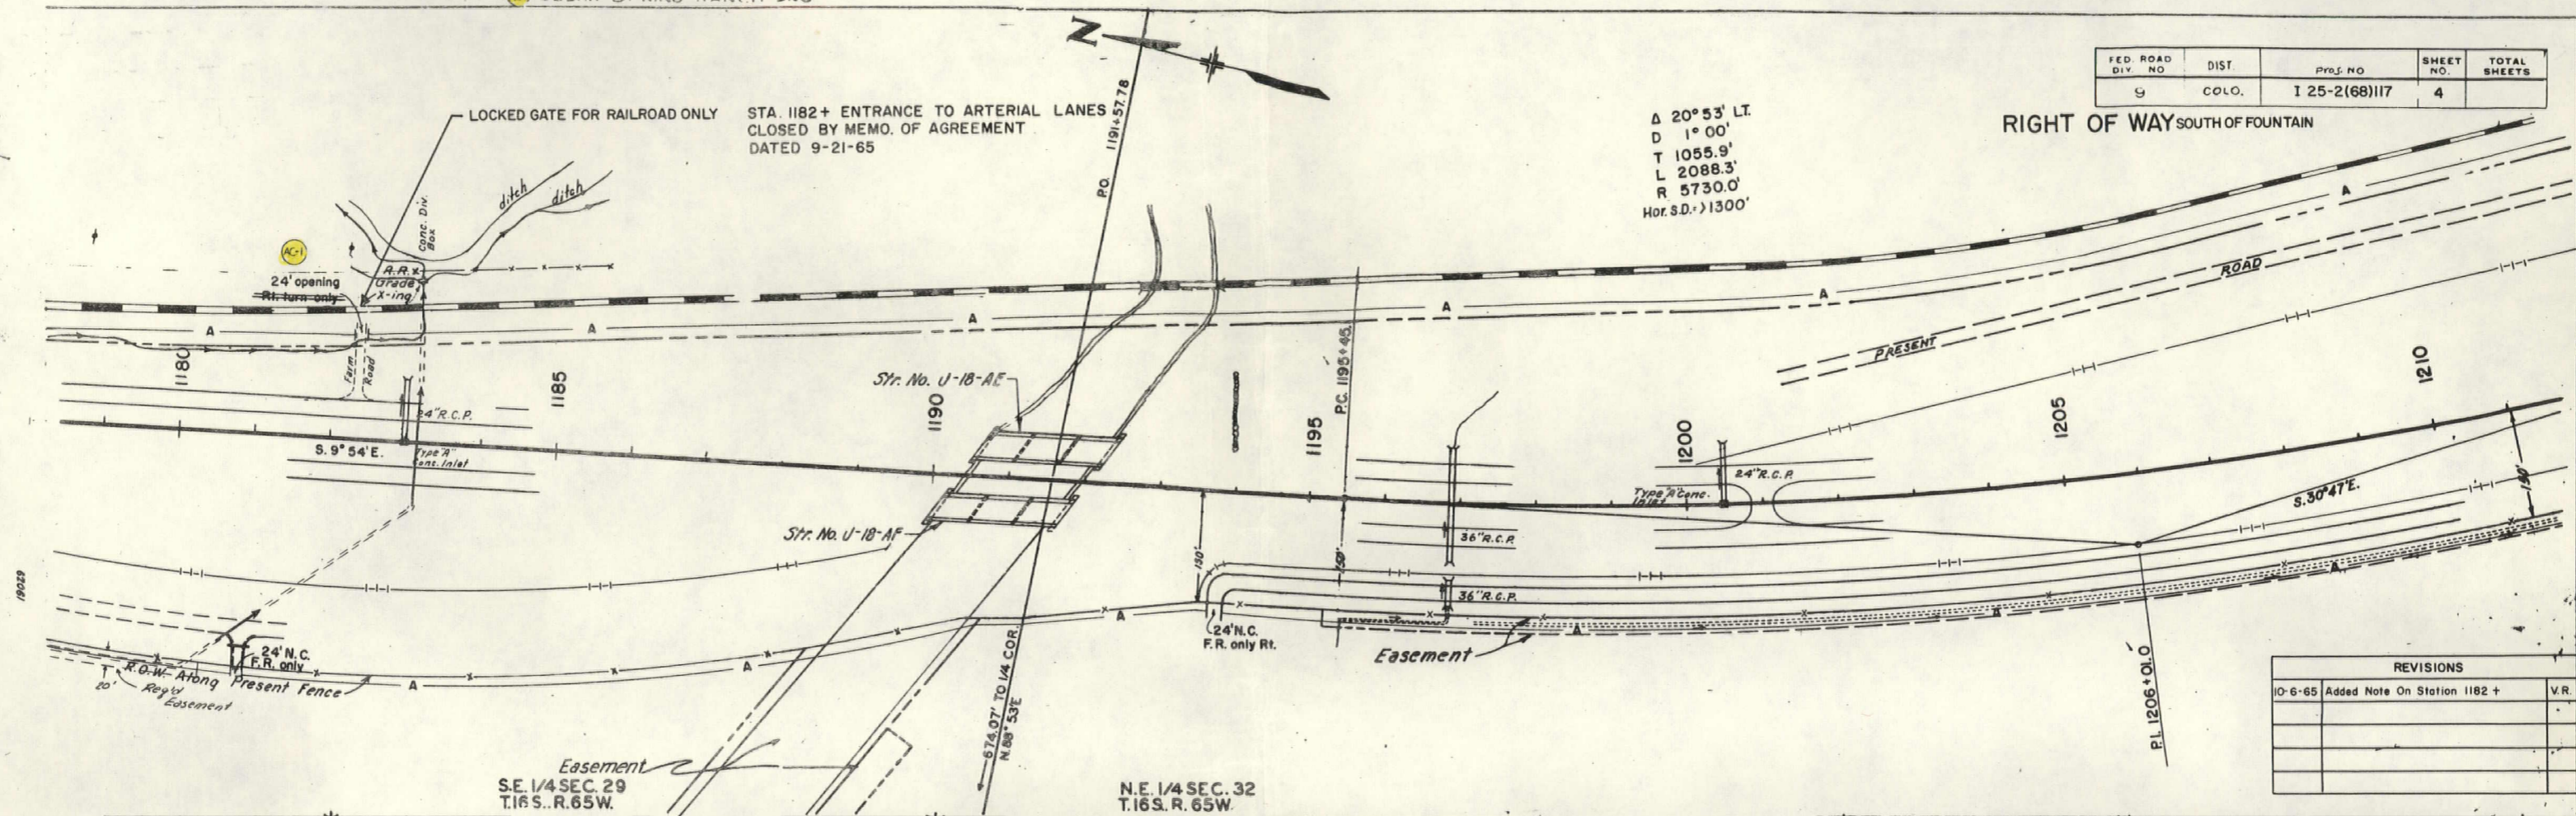 N
FED. ROAD DIV. NO
DIST.
PROJ. NO
SHEET NO.
TOTAL SHEETS
9
COLO.
I 25-2(68)117
4
RIGHT OF WAY SOUTH OF FOUNTAIN
LOCKED GATE FOR RAILROAD ONLY
STA. 1182+ ENTRANCE TO ARTERIAL LANES
CLOSED BY MEMO. OF AGREEMENT
DATED 9-21-65
P.O. 1191+57.78
Δ 20°53' LT.
D 1°00'
T 1055.9'
L 2088.3'
R 5730.0'
Hor. S.D.=>1300'
ditch
ditch
Conc. Div. Box
AC-1
R.R.
Grade
X-ing
24' opening
Rt. turn only
A
A
A
A
A
A
ROAD
PRESENT
Farm Road
1180
1185
1190
1195
1200
1205
1210
P.C. 1195+45.
Str. No. U-18-AE
24" R.C.P.
S. 9° 54' E.
Type "A"
Conc. Inlet
24" R.C.P.
Type "A" Conc.
Inlet
S. 30°47' E.
150'
Str. No. U-18-AF
36" R.C.P.
150'
150'
36" R.C.P.
19029
A
A
A
A
A
A
24' N.C.
F.R. only
24' N.C.
F.R. only Rt.
R.O.W. Along Present Fence
20'
Req'd
Easement
Easement
674.07' TO 1/4 COR.
N. 88° 53' E
P.I. 1206+01.0
Easement
S.E. 1/4 SEC. 29
T.16 S., R. 65 W.
N.E. 1/4 SEC. 32
T.16 S. R. 65 W.
REVISIONS
10-6-65 Added Note On Station 1182 + V.R.